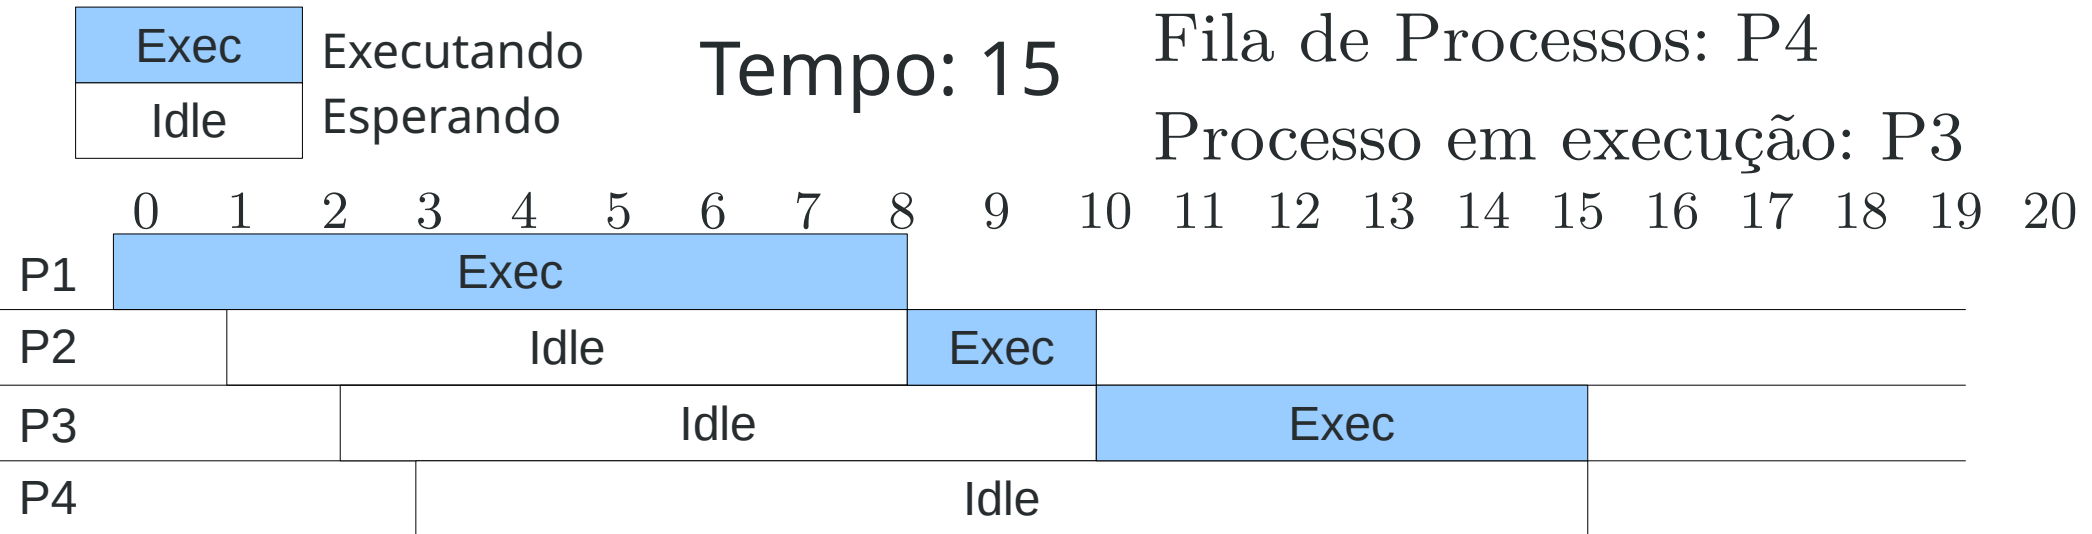 Exec Executando
Idle Esperando
Tempo: 15
Fila de Processos: P4
Processo em execução: P3
0 1 2 3 4 5 6 7 8 9 10 11 12 13 14 15 16 17 18 19 20
P1 Exec
P2 Idle Exec
P3 Idle Exec
P4 Idle